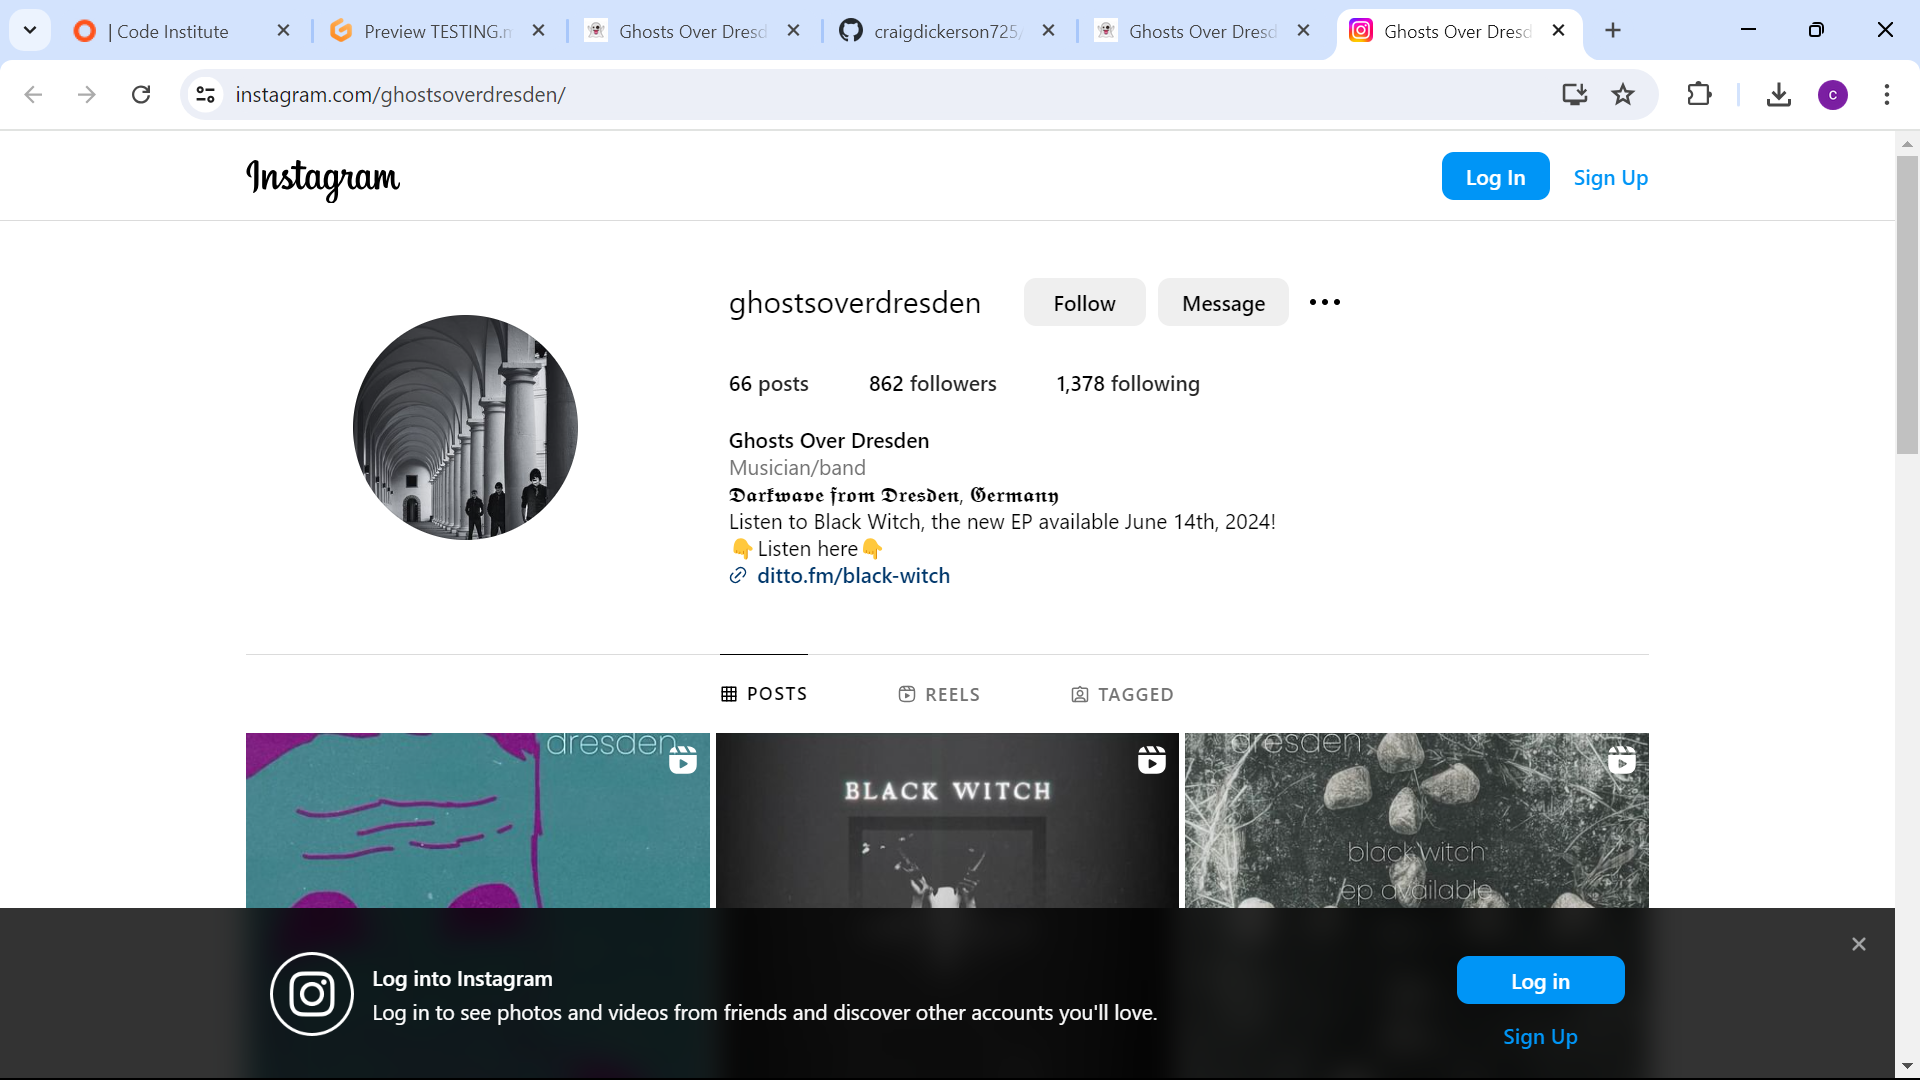 | Code Institute
Preview TESTING.m
Ghosts Over Dresd
craigdickerson725/
Ghosts Over Dresd
Ghosts Over Dresd
instagram.com/ghostsoverdresden/
c
Instagram
Log In
Sign Up
ghostsoverdresden
Follow
Message
66 posts
862 followers
1,378 following
Ghosts Over Dresden
Musician/band
𝕯𝖆𝖗𝖐𝖜𝖆𝖛𝖊 𝖋𝖗𝖔𝖒 𝕯𝖗𝖊𝖘𝖉𝖊𝖓, 𝕲𝖊𝖗𝖒𝖆𝖓𝖞
Listen to Black Witch, the new EP available June 14th, 2024!
👇Listen here👇
ditto.fm/black-witch
POSTS
REELS
TAGGED
dresden
BLACK WITCH
dresden
black witch
ep available
Log into Instagram
Log in to see photos and videos from friends and discover other accounts you'll love.
Log in
Sign Up